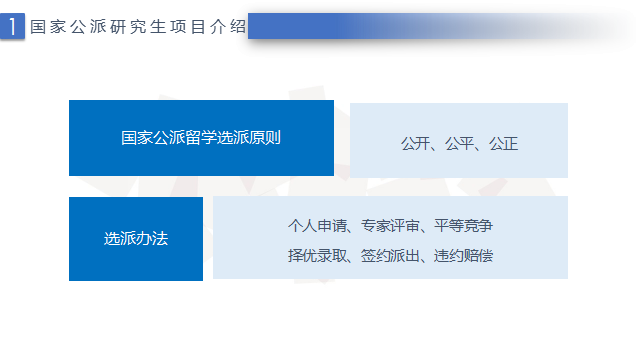 1 国家公派研究生项目介绍
国家公派留学选派原则
公开、公平、公正
选派办法
个人申请、专家评审、平等竞争
择优录取、签约派出、违约赔偿